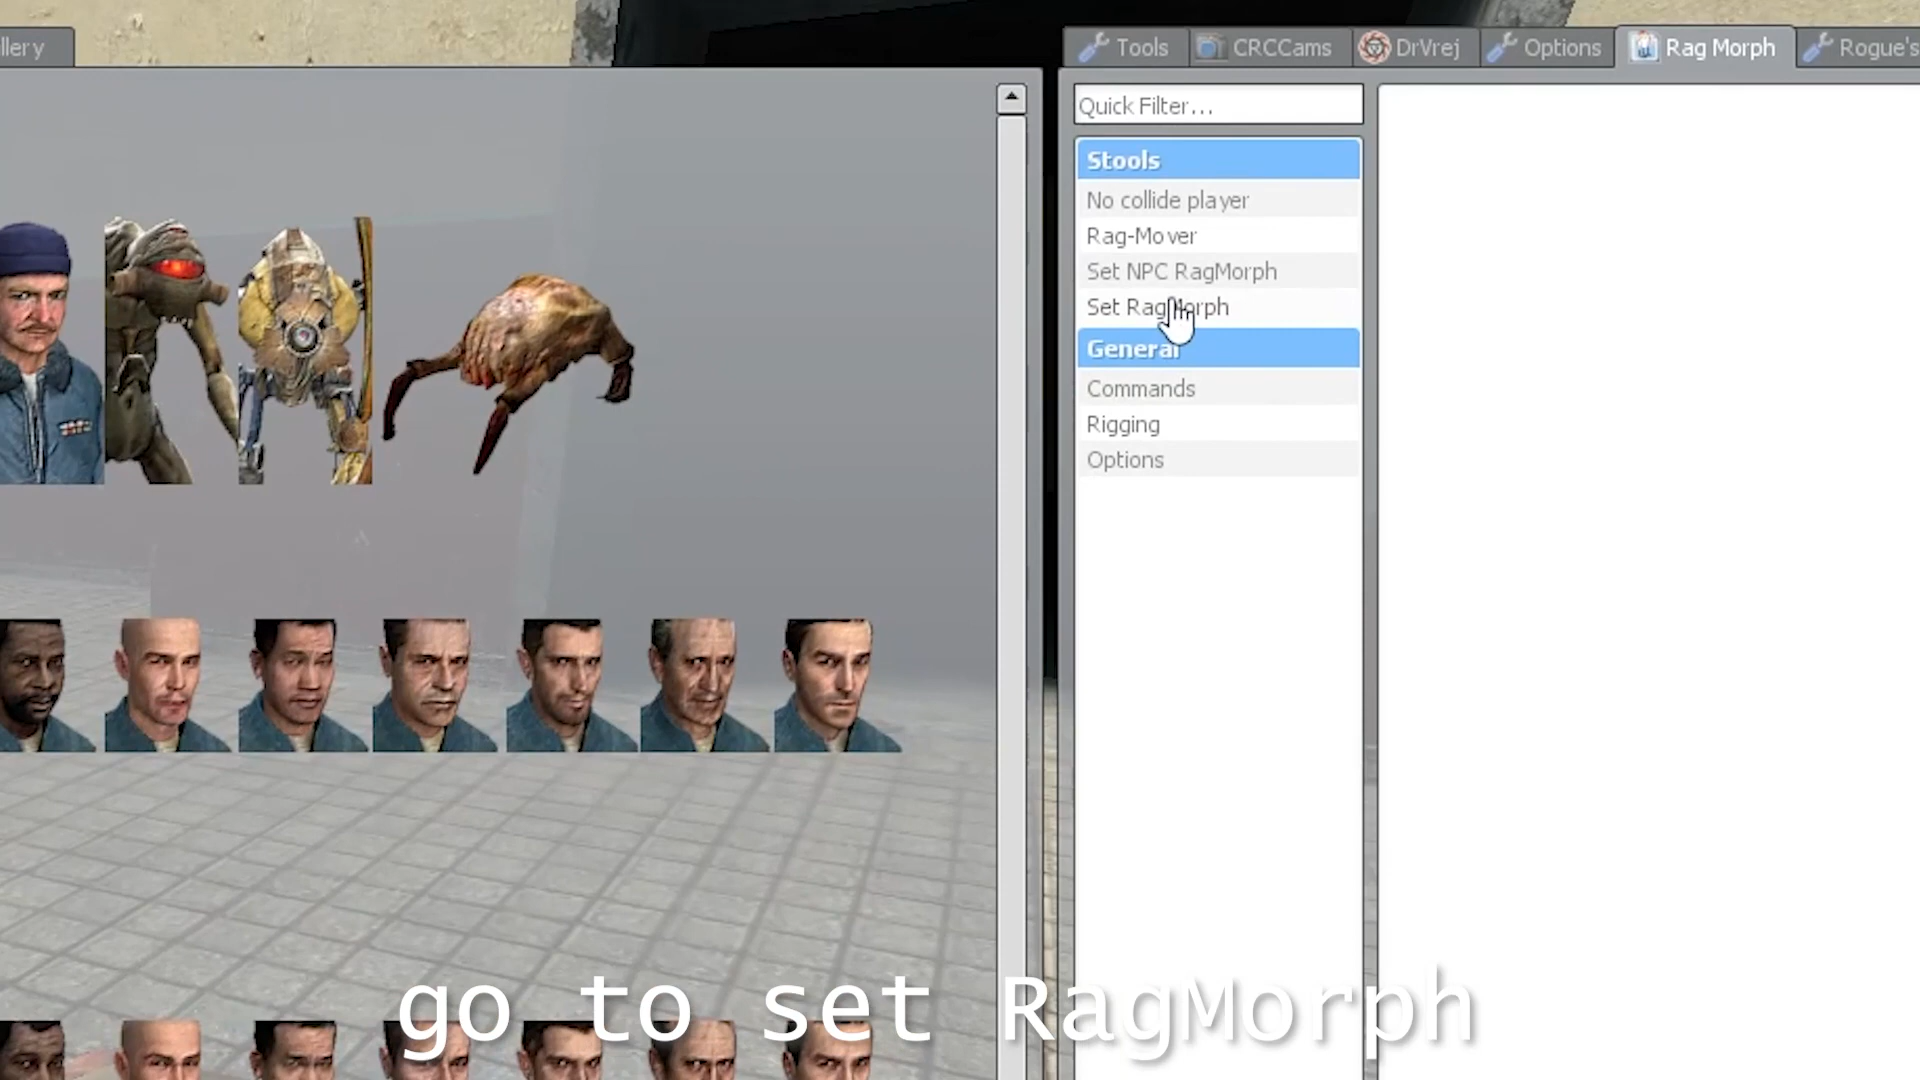 llery
Tools
CRCCams
DrVrej
Options
Rag Morph
Rogue's
Quick Filter...
Stools
No collide player
Rag-Mover
Set NPC RagMorph
Set RagMorph
General
Commands
Rigging
Options
go to set RagMorph